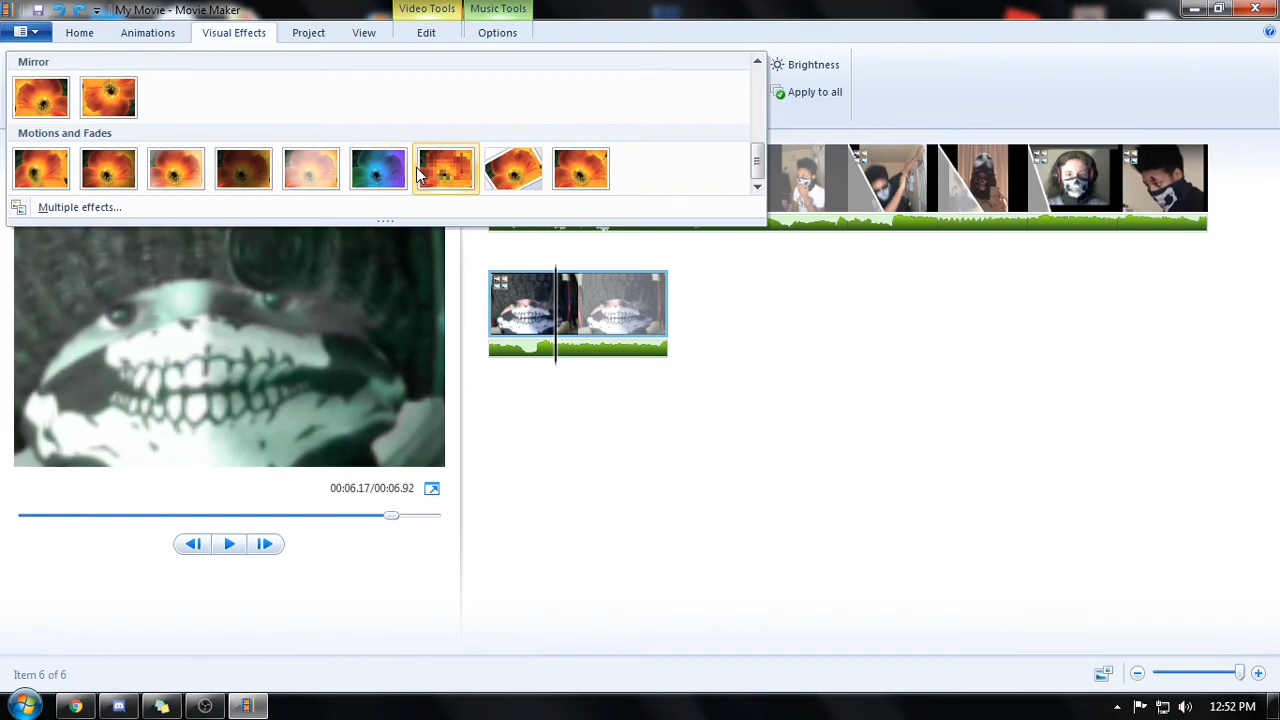 My Movie - Movie Maker
Video Tools
Music Tools
Home
Animations
Visual Effects
Project
View
Edit
Options
Mirror
Brightness
Apply to all
Motions and Fades
Multiple effects...
00:06.17/00:06.92
Item 6 of 6
12:52 PM